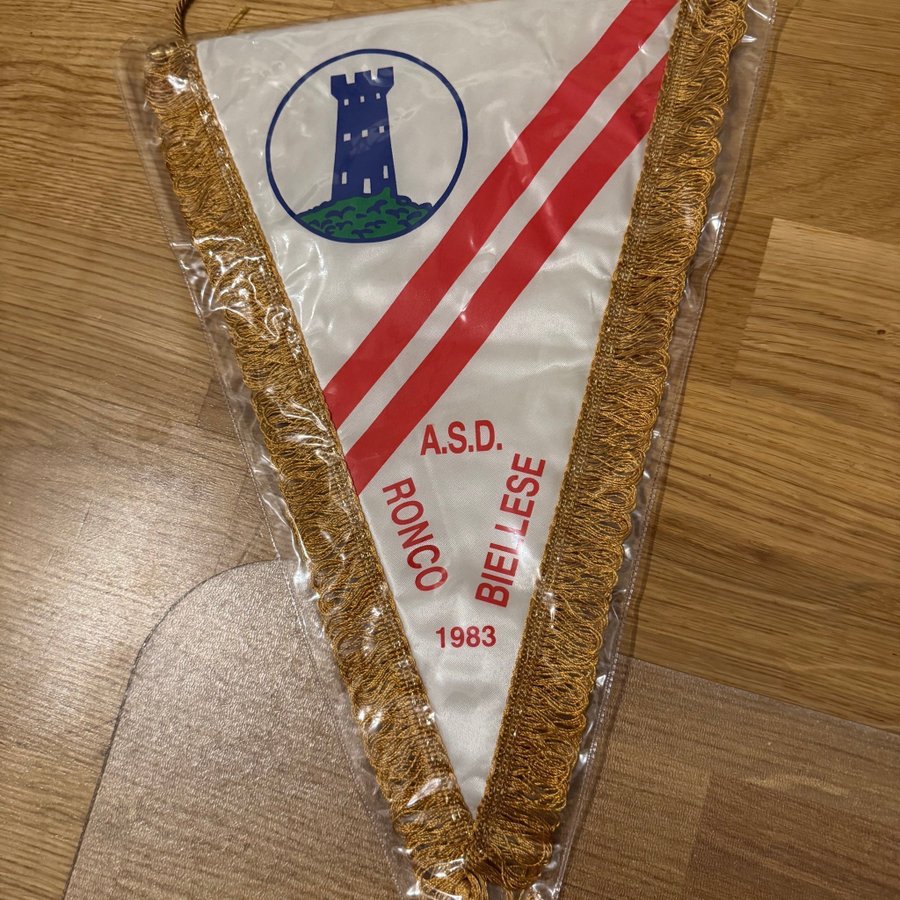 A.S.D.
RONCO
BIELLESE
1983